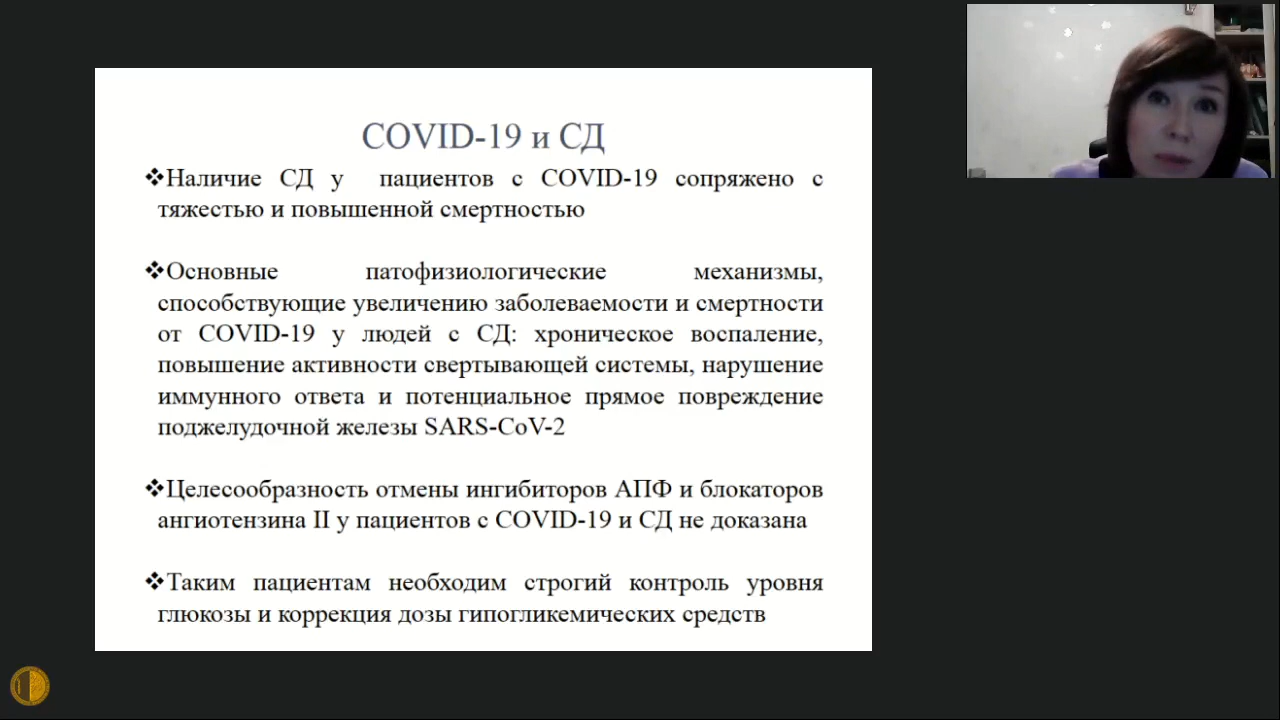 COVID-19 и СД
❖Наличие СД у пациентов с COVID-19 сопряжено с
тяжестью и повышенной смертностью
❖Основные патофизиологические механизмы,
способствующие увеличению заболеваемости и смертности
от COVID-19 у людей с СД: хроническое воспаление,
повышение активности свертывающей системы, нарушение
иммунного ответа и потенциальное прямое повреждение
поджелудочной железы SARS-CoV-2
❖Целесообразность отмены ингибиторов АПФ и блокаторов
ангиотензина II у пациентов с COVID-19 и СД не доказана
❖Таким пациентам необходим строгий контроль уровня
глюкозы и коррекция дозы гипогликемических средств